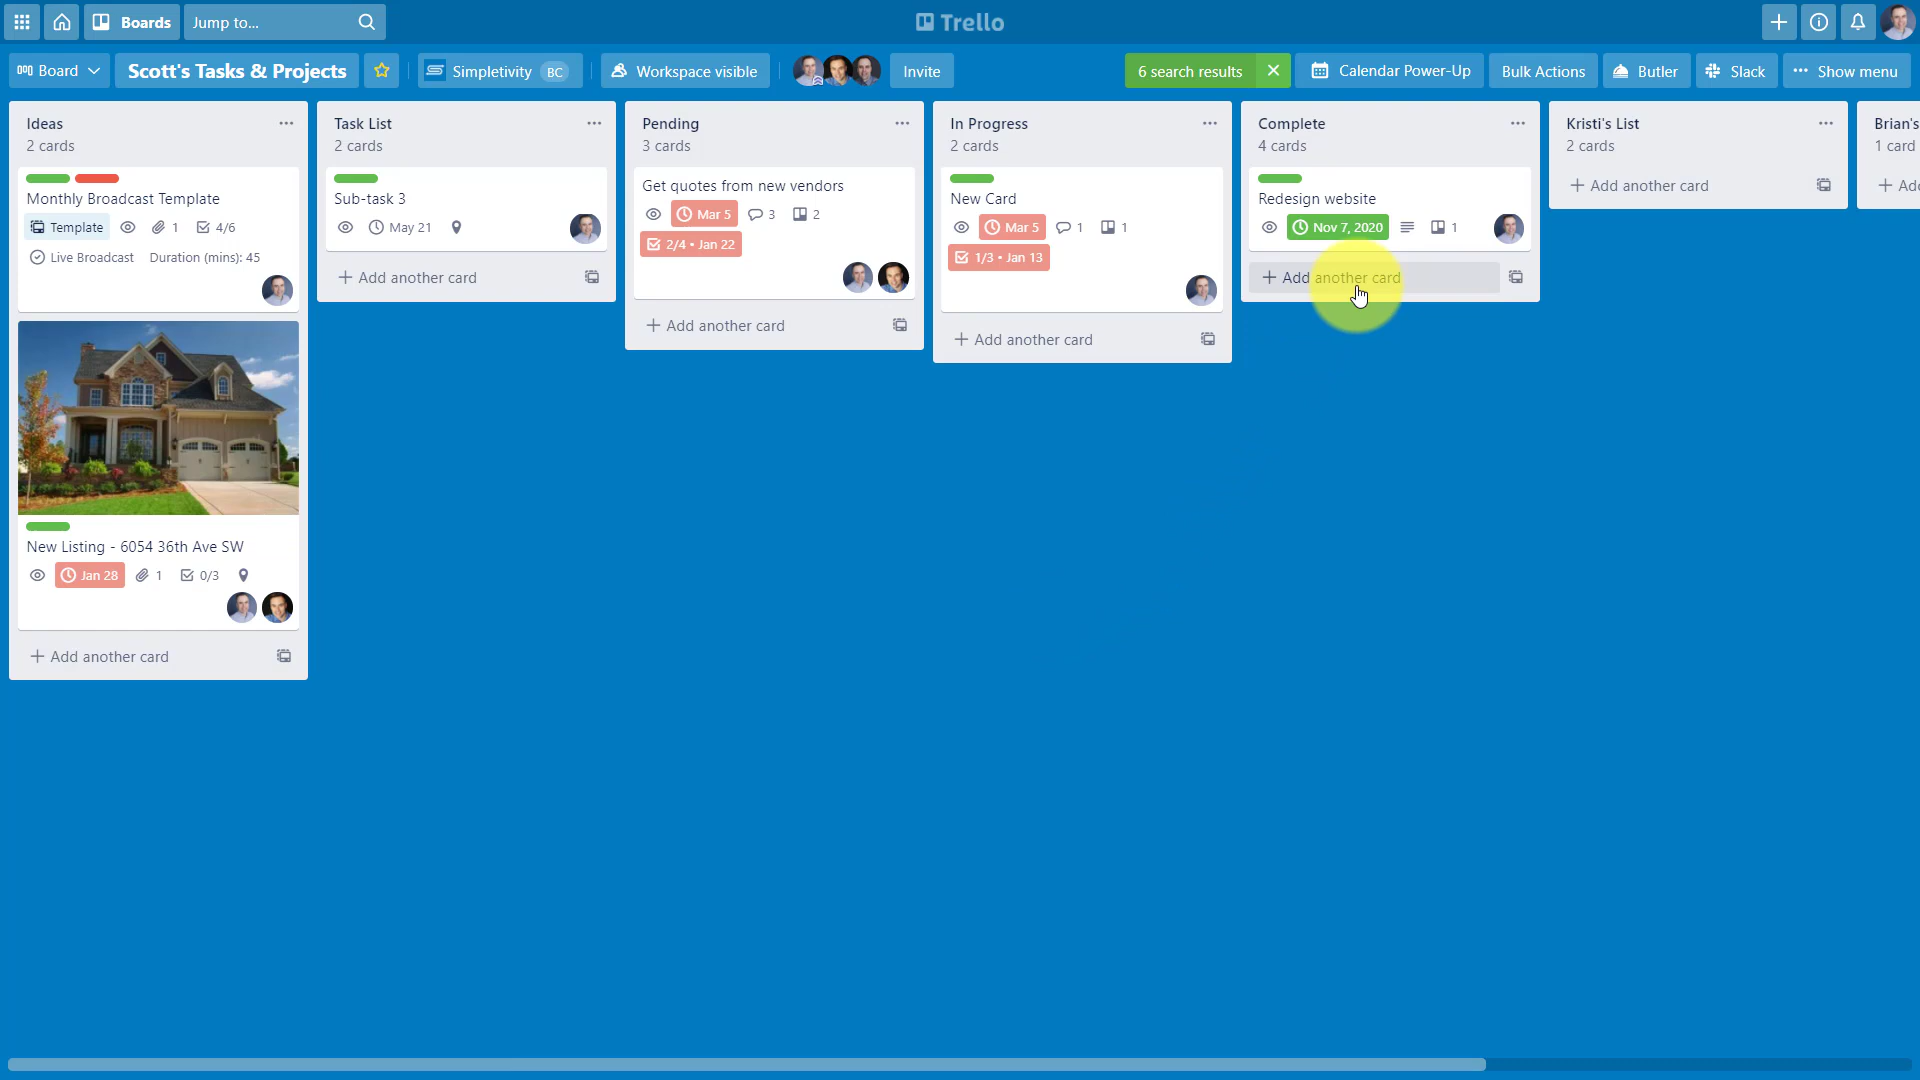 Boards
Jump to...
Trello
Board
Scott's Tasks & Projects
Simpletivity BC
Workspace visible
Invite
6 search results
Calendar Power-Up
Bulk Actions
Butler
Slack
Show menu
Ideas
2 cards
Monthly Broadcast Template
Template
1
4/6
Live Broadcast Duration (mins): 45
New Listing - 6054 36th Ave SW
Jan 28
1
0/3
Add another card
Task List
2 cards
Sub-task 3
May 21
Add another card
Pending
3 cards
Get quotes from new vendors
Mar 5
3
2
2/4 • Jan 22
Add another card
In Progress
2 cards
New Card
Mar 5
1
1
1/3 • Jan 13
Add another card
Complete
4 cards
Redesign website
Nov 7, 2020
1
Add another card
Kristi's List
2 cards
Add another card
Brian's
1 card
Add